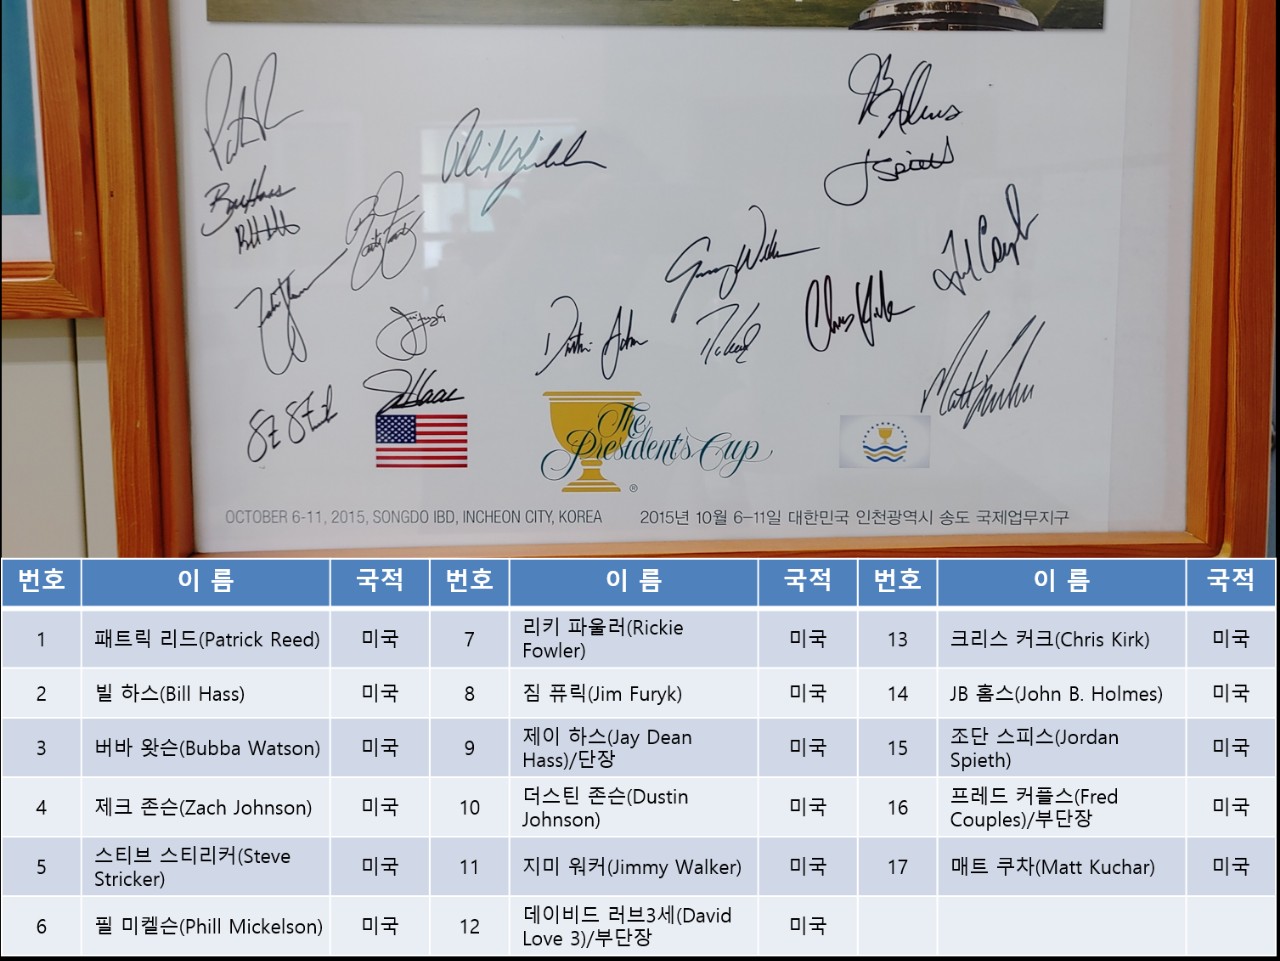 Bill Haas
J Spieth
Chris Kirk
Matt Kuchar
The
Presidents Cup
®
OCTOBER 6-11, 2015, SONGDO IBD, INCHEON CITY, KOREA
2015년 10월 6-11일 대한민국 인천광역시 송도 국제업무지구
번호 이 름 국적 번호 이 름 국적 번호 이 름 국적
1 패트릭 리드(Patrick Reed) 미국 7 리키 파울러(Rickie Fowler) 미국 13 크리스 커크(Chris Kirk) 미국
2 빌 하스(Bill Hass) 미국 8 짐 퓨릭(Jim Furyk) 미국 14 JB 홈스(John B. Holmes) 미국
3 버바 왓슨(Bubba Watson) 미국 9 제이 하스(Jay Dean Hass)/단장 미국 15 조단 스피스(Jordan Spieth) 미국
4 제크 존슨(Zach Johnson) 미국 10 더스틴 존슨(Dustin Johnson) 미국 16 프레드 커플스(Fred Couples)/부단장 미국
5 스티브 스티리커(Steve Stricker) 미국 11 지미 워커(Jimmy Walker) 미국 17 매트 쿠차(Matt Kuchar) 미국
6 필 미켈슨(Phill Mickelson) 미국 12 데이비드 러브3세(David Love 3)/부단장 미국